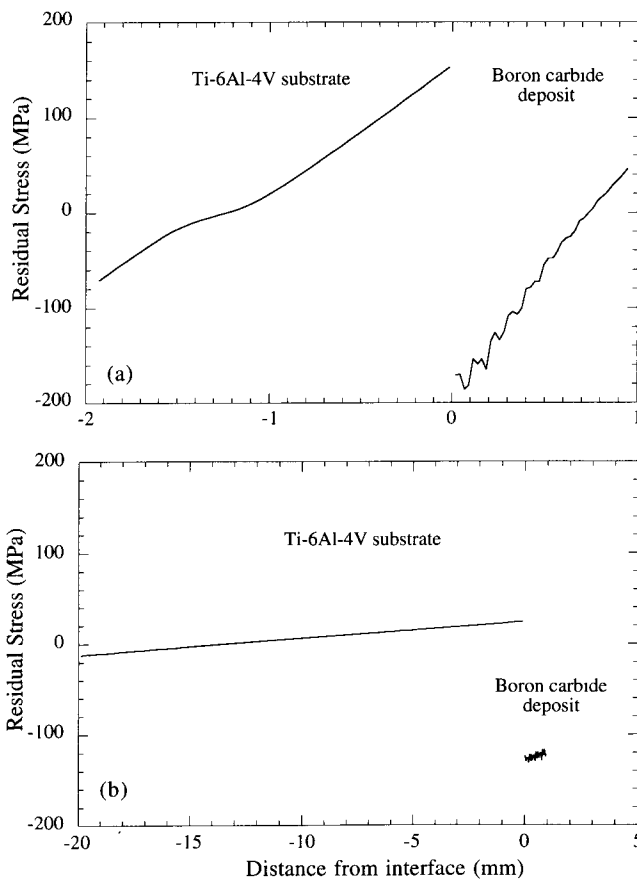 200
100
0
-100
-200
Residual Stress (MPa)
Ti-6Al-4V substrate
Boron carbide
deposit
(a)
-2
-1
0
1
200
100
0
-100
-200
Residual Stress (MPa)
Ti-6Al-4V substrate
Boron carbide
deposit
(b)
-20
-15
-10
-5
0
5
Distance from interface (mm)